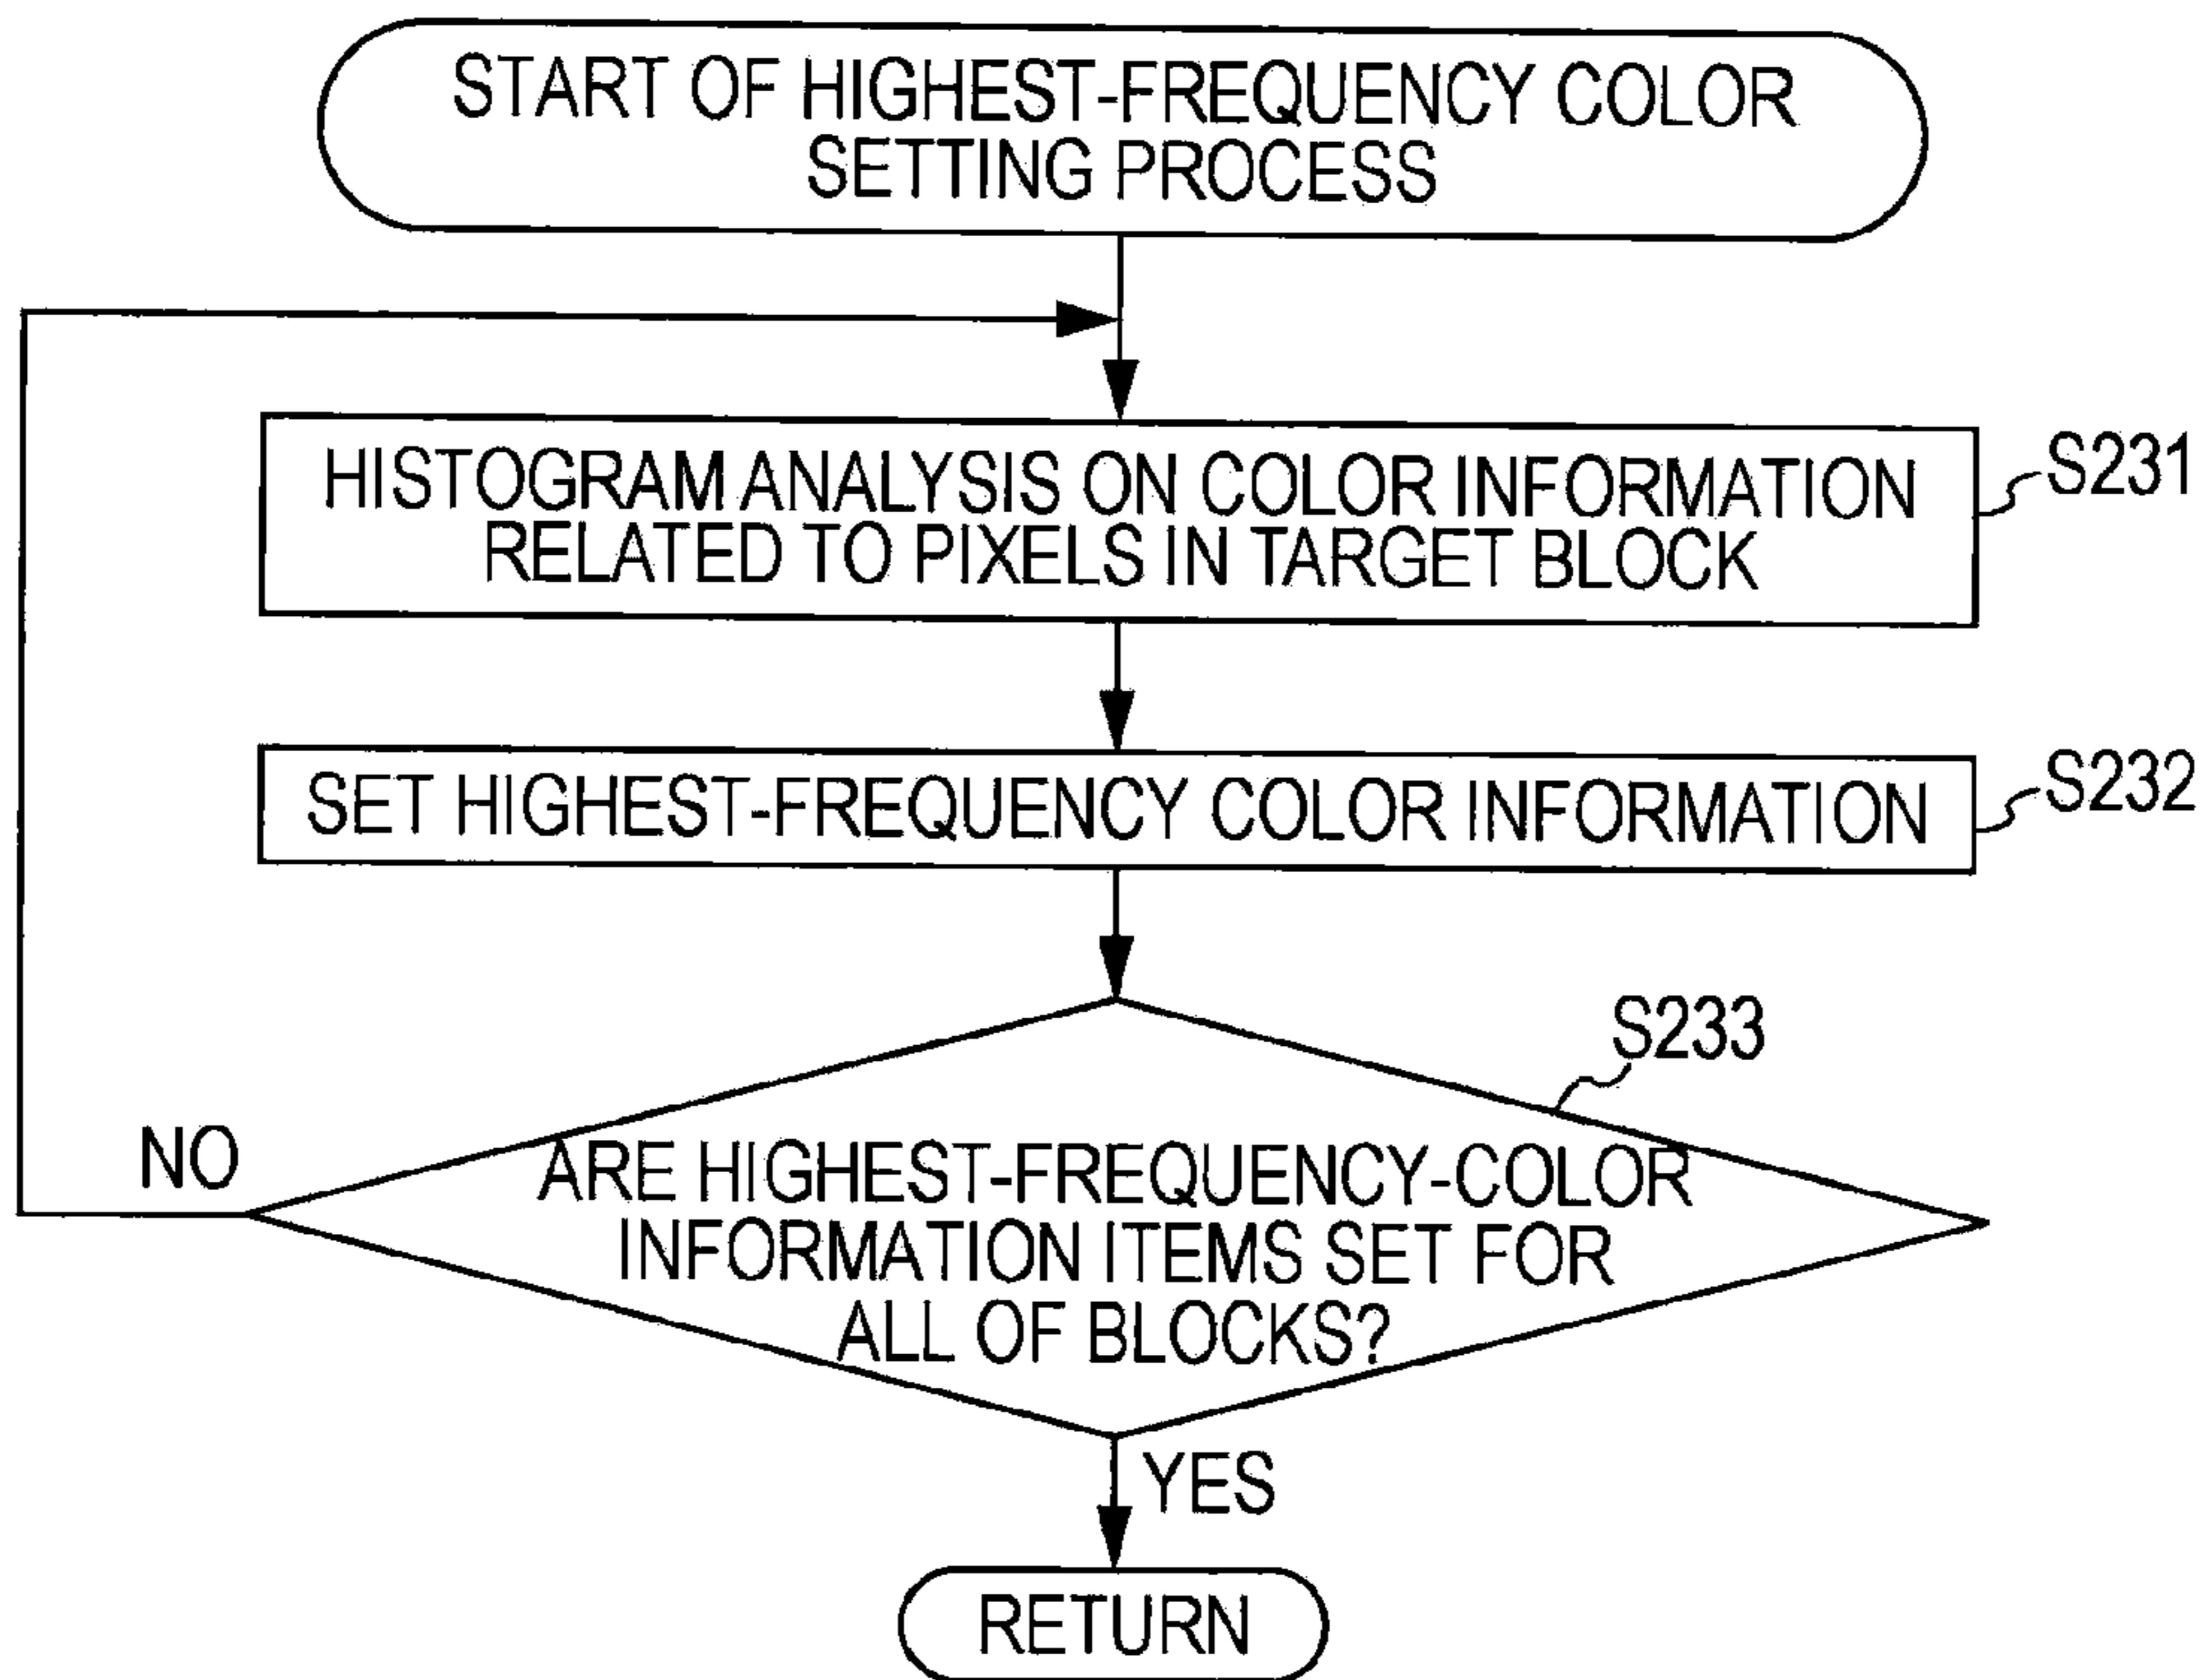 START OF HIGHEST-FREQUENCY COLOR
SETTING PROCESS
HISTOGRAM ANALYSIS ON COLOR INFORMATION
RELATED TO PIXELS IN TARGET BLOCK
S231
SET HIGHEST-FREQUENCY COLOR INFORMATION
S232
S233
NO
ARE HIGHEST-FREQUENCY-COLOR
INFORMATION ITEMS SET FOR
ALL OF BLOCKS?
YES
RETURN